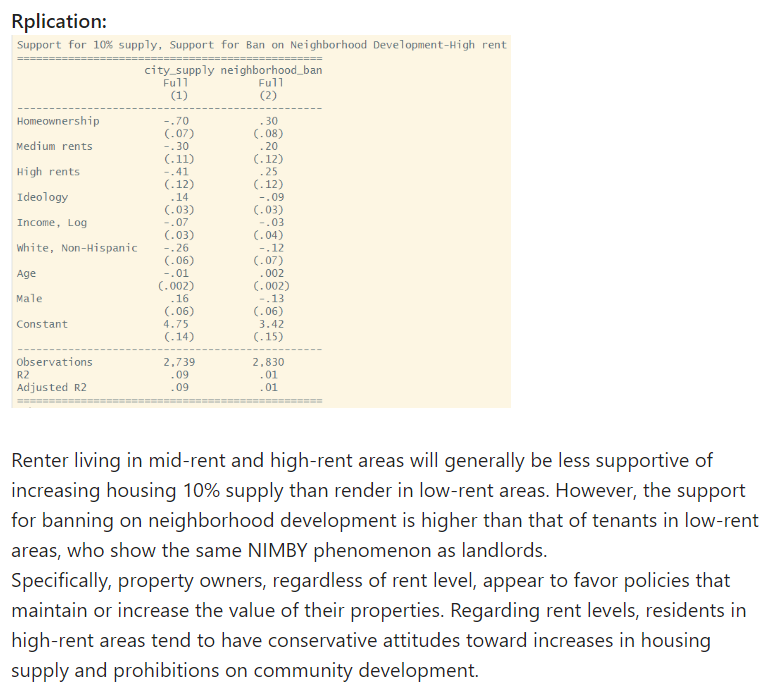 Rplication:
Support for 10% supply, Support for Ban on Neighborhood Development-High rent
================================================
city_supply neighborhood_ban
Full Full
(1) (2)
------------------------------------------------
Homeownership -.70 .30
(.07) (.08)
Medium rents -.30 .20
(.11) (.12)
High rents -.41 .25
(.12) (.12)
Ideology .14 -.09
(.03) (.03)
Income, Log -.07 -.03
(.03) (.04)
White, Non-Hispanic -.26 -.12
(.06) (.07)
Age -.01 .002
(.002) (.002)
Male .16 -.13
(.06) (.06)
Constant 4.75 3.42
(.14) (.15)
------------------------------------------------
Observations 2,739 2,830
R2 .09 .01
Adjusted R2 .09 .01
================================================
Renter living in mid-rent and high-rent areas will generally be less supportive of
increasing housing 10% supply than render in low-rent areas. However, the support
for banning on neighborhood development is higher than that of tenants in low-rent
areas, who show the same NIMBY phenomenon as landlords.
Specifically, property owners, regardless of rent level, appear to favor policies that
maintain or increase the value of their properties. Regarding rent levels, residents in
high-rent areas tend to have conservative attitudes toward increases in housing
supply and prohibitions on community development.